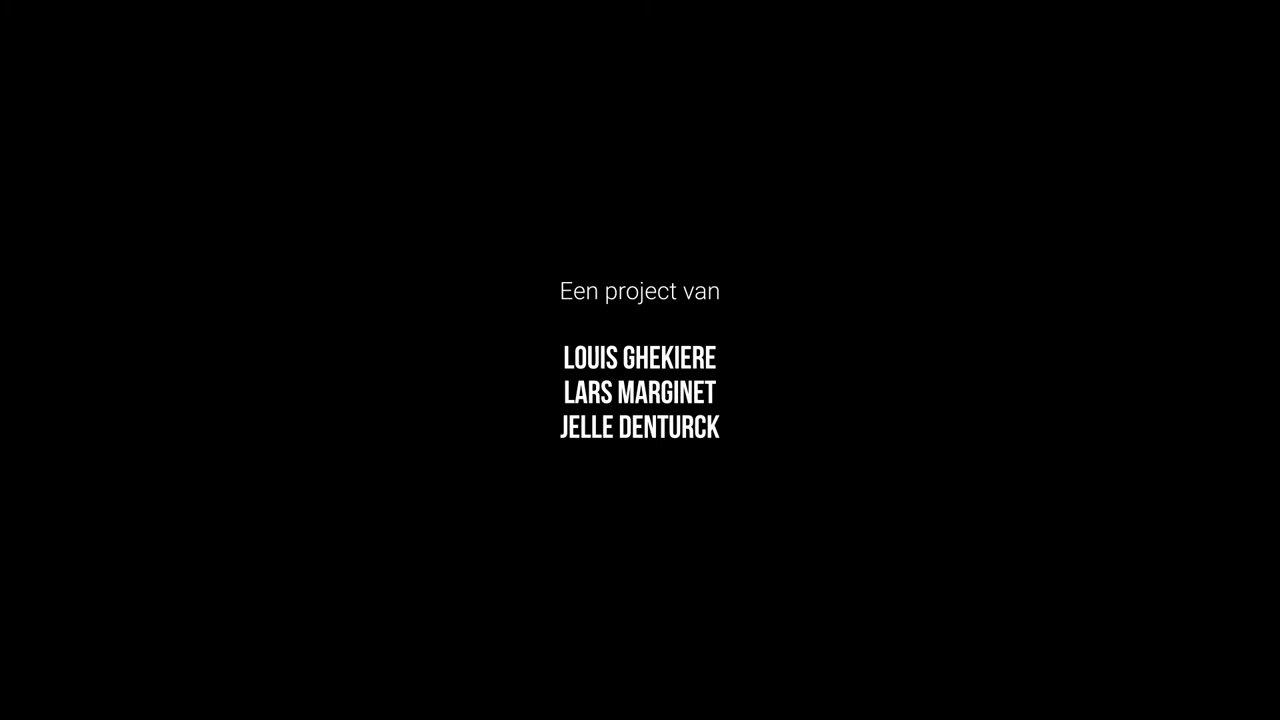 Een project van
LOUIS GHEKIERE
LARS MARGINET
JELLE DENTURCK